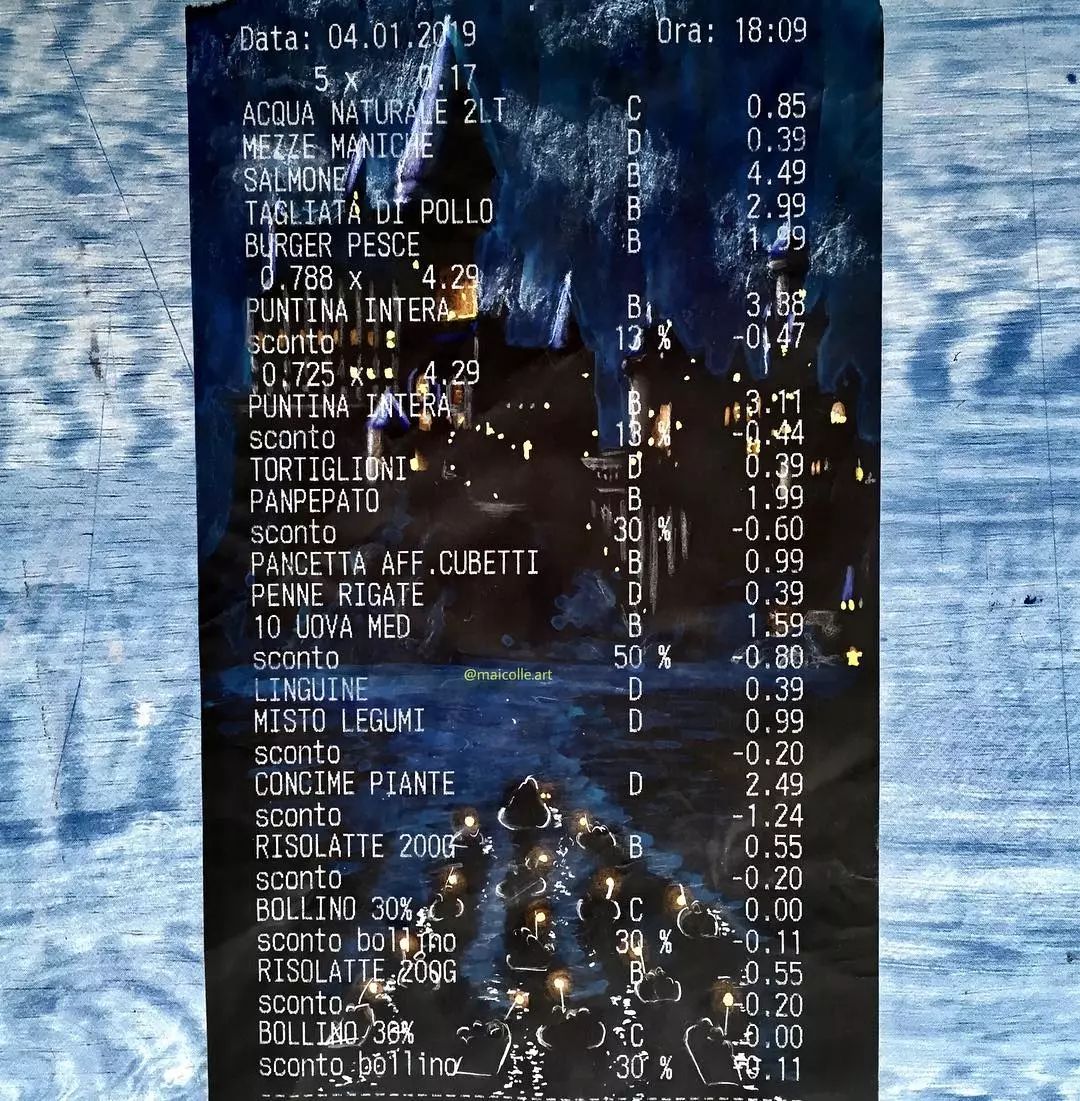 Data: 04.01.2019 Ora: 18:09
5 x 0.17
ACQUA NATURALE 2LT C 0.85
MEZZE MANICHE D 0.39
SALMONE B 4.49
TAGLIATA DI POLLO B 2.99
BURGER PESCE B 1.99
0.788 x 4.29
PUNTINA INTERA B 3.38
sconto 13 % -0.47
0.725 x 4.29
PUNTINA INTERA B 3.11
sconto 13 % -0.44
TORTIGLIONI D 0.39
PANPEPATO B 1.99
sconto 30 % -0.60
PANCETTA AFF.CUBETTI B 0.99
PENNE RIGATE D 0.39
10 UOVA MED B 1.59
sconto 50 % -0.80
@maicolle.art
LINGUINE D 0.39
MISTO LEGUMI D 0.99
sconto -0.20
CONCIME PIANTE D 2.49
sconto -1.24
RISOLATTE 200G B 0.55
sconto -0.20
BOLLINO 30% C 0.00
sconto bollino 30 % -0.11
RISOLATTE 200G B 0.55
sconto -0.20
BOLLINO 30% C 0.00
sconto bollino 30 % -0.11